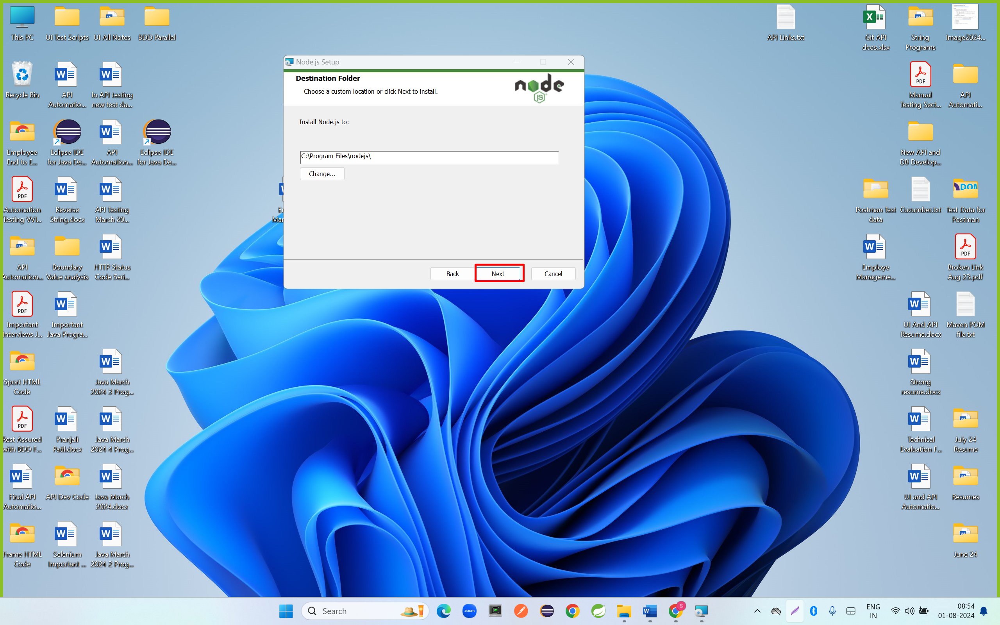 This PC
UI Test Scripts
UI All Notes
BDD Parallel
API Links.txt
Git API
dcos.xlsx
String
Programs
Image2024...
Recycle Bin
API
Automatio...
In API testing
new test da...
Manual
Testing Sect...
API
Automati...
Employee
End to E...
Eclipse IDE
for Java De...
API
Automation...
Eclipse IDE
for Java De...
New API and
DB Develop...
Automation
Testing VVI...
Reverse
String.docx
API Testing
March 20...
Postman Test
data
Cucumber.txt
Test Data for
Postman
API
Automation...
Boundary
Value analysis
HTTP Status
Code Seri...
Employe
Manageme...
Broken Link
Aug 23.pdf
Important
Interviews J...
Important
Java Progra...
UI And API
Resume.docx
Maven POM
file.txt
Sport HTML
Code
Java March
2024 3 Prog...
Strong
resume.docx
Rest Assured
with BDD F...
Pranjali
Patil.docx
Java March
2024 4 Prog...
Technical
Evaluation F...
July 24
Resume
Final API
Automatio...
API Dev Code
Java March
2024.docx
UI and API
Automatio...
Resumes
Frame HTML
Code
Selenium
Important ...
Java March
2024 2 Prog...
June 24
Node.js Setup
Destination Folder
Choose a custom location or click Next to install.
node
JS
Install Node.js to:
C:\Program Files\nodejs\
Change...
Back
Next
Cancel
Search
zoom
S
ENG
IN
08:54
01-08-2024